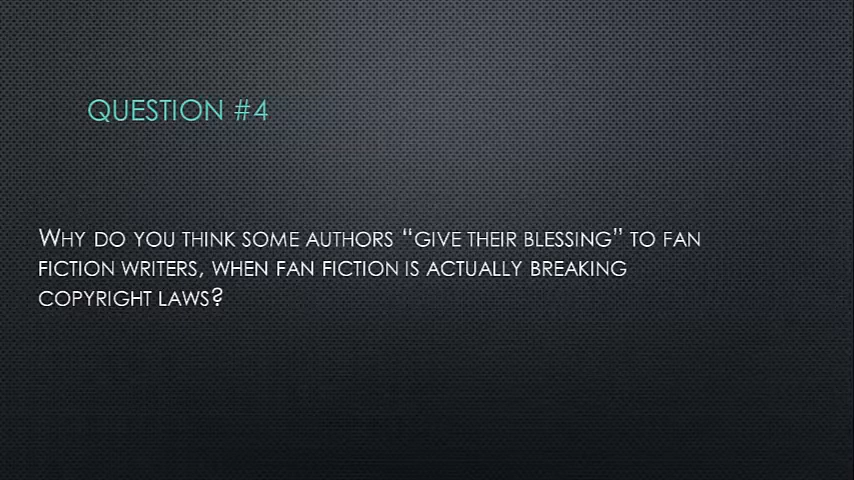 QUESTION #4
WHY DO YOU THINK SOME AUTHORS “GIVE THEIR BLESSING” TO FAN
FICTION WRITERS, WHEN FAN FICTION IS ACTUALLY BREAKING
COPYRIGHT LAWS?